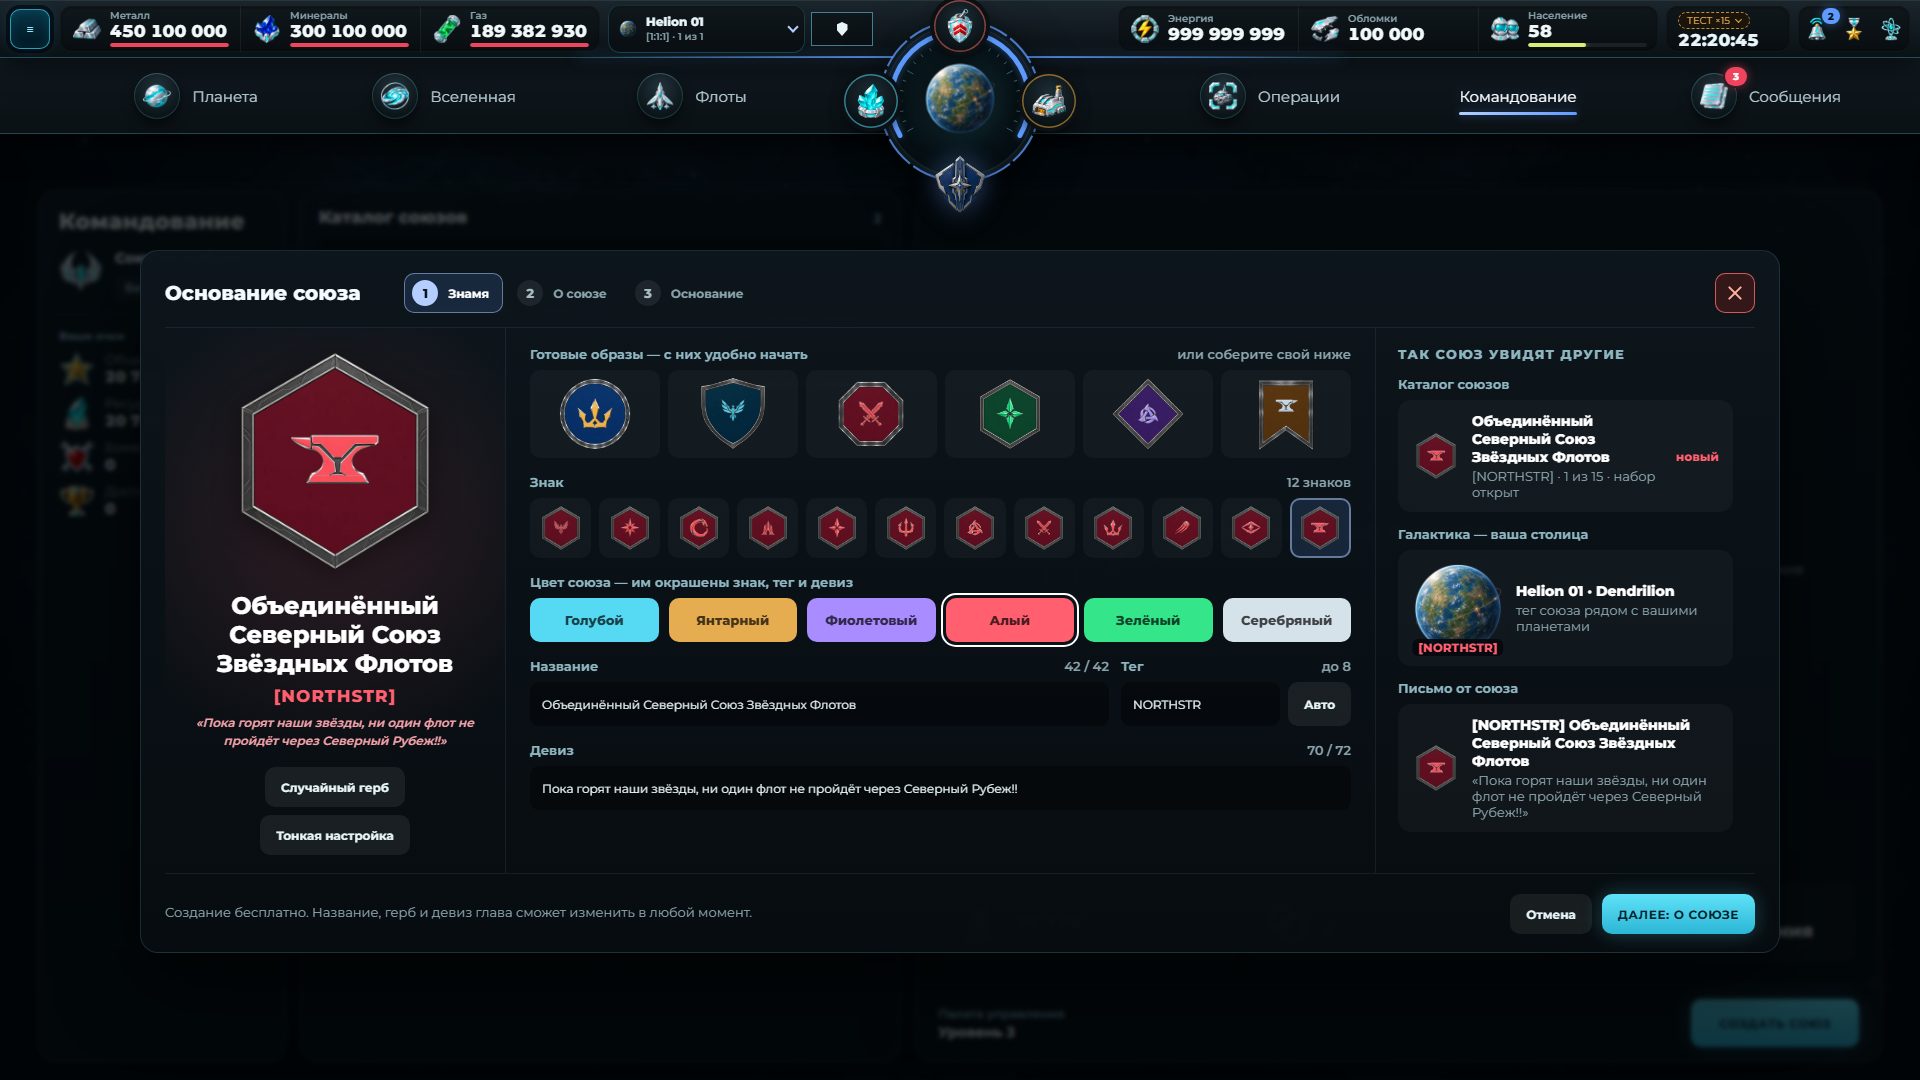 Металл
450 100 000
Минералы
300 100 000
Газ
189 382 930
Helion 01
[1:1:1] · 1 из 1
Энергия
999 999 999
Обломки
100 000
Население
58
ТЕСТ ×15
22:20:45
2
Планета
Вселенная
Флоты
Операции
Командование
3
Сообщения
Командование
Каталог союзов
Основание союза
1 Знамя
2 О союзе
3 Основание
Объединённый
Северный Союз
Звёздных Флотов
[NORTHSTR]
«Пока горят наши звёзды, ни один флот не
пройдёт через Северный Рубеж!!»
Случайный герб
Тонкая настройка
Готовые образы — с них удобно начать
или соберите свой ниже
Знак
12 знаков
Цвет союза — им окрашены знак, тег и девиз
Голубой
Янтарный
Фиолетовый
Алый
Зелёный
Серебряный
Название
42 / 42
Тег
до 8
Объединённый Северный Союз Звёздных Флотов
NORTHSTR
Авто
Девиз
70 / 72
Пока горят наши звёзды, ни один флот не пройдёт через Северный Рубеж!!
ТАК СОЮЗ УВИДЯТ ДРУГИЕ
Каталог союзов
Объединённый
Северный Союз
Звёздных Флотов
новый
[NORTHSTR] · 1 из 15 · набор
открыт
Галактика — ваша столица
Helion 01 · Dendrilion
тег союза рядом с вашими
планетами
[NORTHSTR]
Письмо от союза
[NORTHSTR] Объединённый
Северный Союз Звёздных
Флотов
«Пока горят наши звёзды, ни один
флот не пройдёт через Северный
Рубеж!!»
Создание бесплатно. Название, герб и девиз глава сможет изменить в любой момент.
Отмена
ДАЛЕЕ: О СОЮЗЕ
Палата управления
Уровень 3
СОЗДАТЬ СОЮЗ